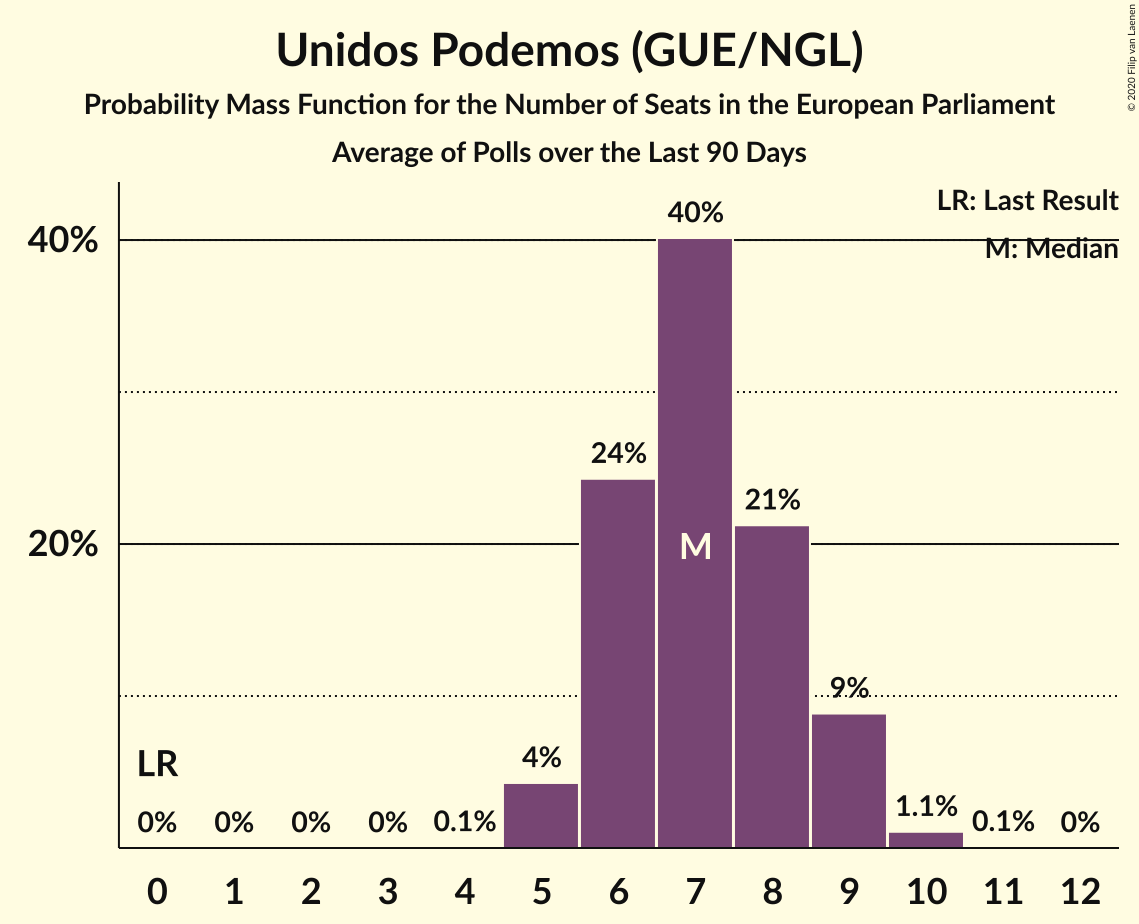 Unidos Podemos (GUE/NGL)
Probability Mass Function for the Number of Seats in the European Parliament
Average of Polls over the Last 90 Days
© 2020 Filip van Laenen
LR: Last Result
M: Median
40%
20%
40%
24%
21%
M
9%
4%
LR
1.1%
0% 0% 0% 0% 0.1% 0.1% 0%
0 1 2 3 4 5 6 7 8 9 10 11 12